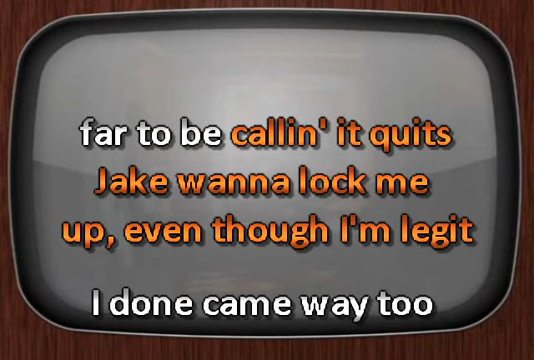 far to be callin' it quits
Jake wanna lock me
up, even though I'm legit
I done came way too